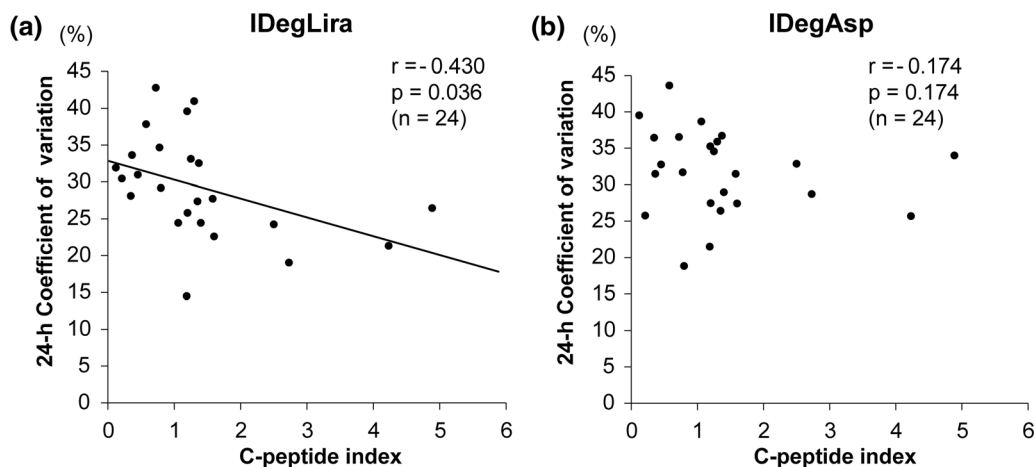 (a) (%) IDegLira
r = - 0.430
p = 0.036
(n = 24)
24-h Coefficient of variation
45
40
35
30
25
20
15
10
5
0
0 1 2 3 4 5 6
C-peptide index
(b) (%) IDegAsp
r = - 0.174
p = 0.174
(n = 24)
24-h Coefficient of variation
45
40
35
30
25
20
15
10
5
0
0 1 2 3 4 5 6
C-peptide index